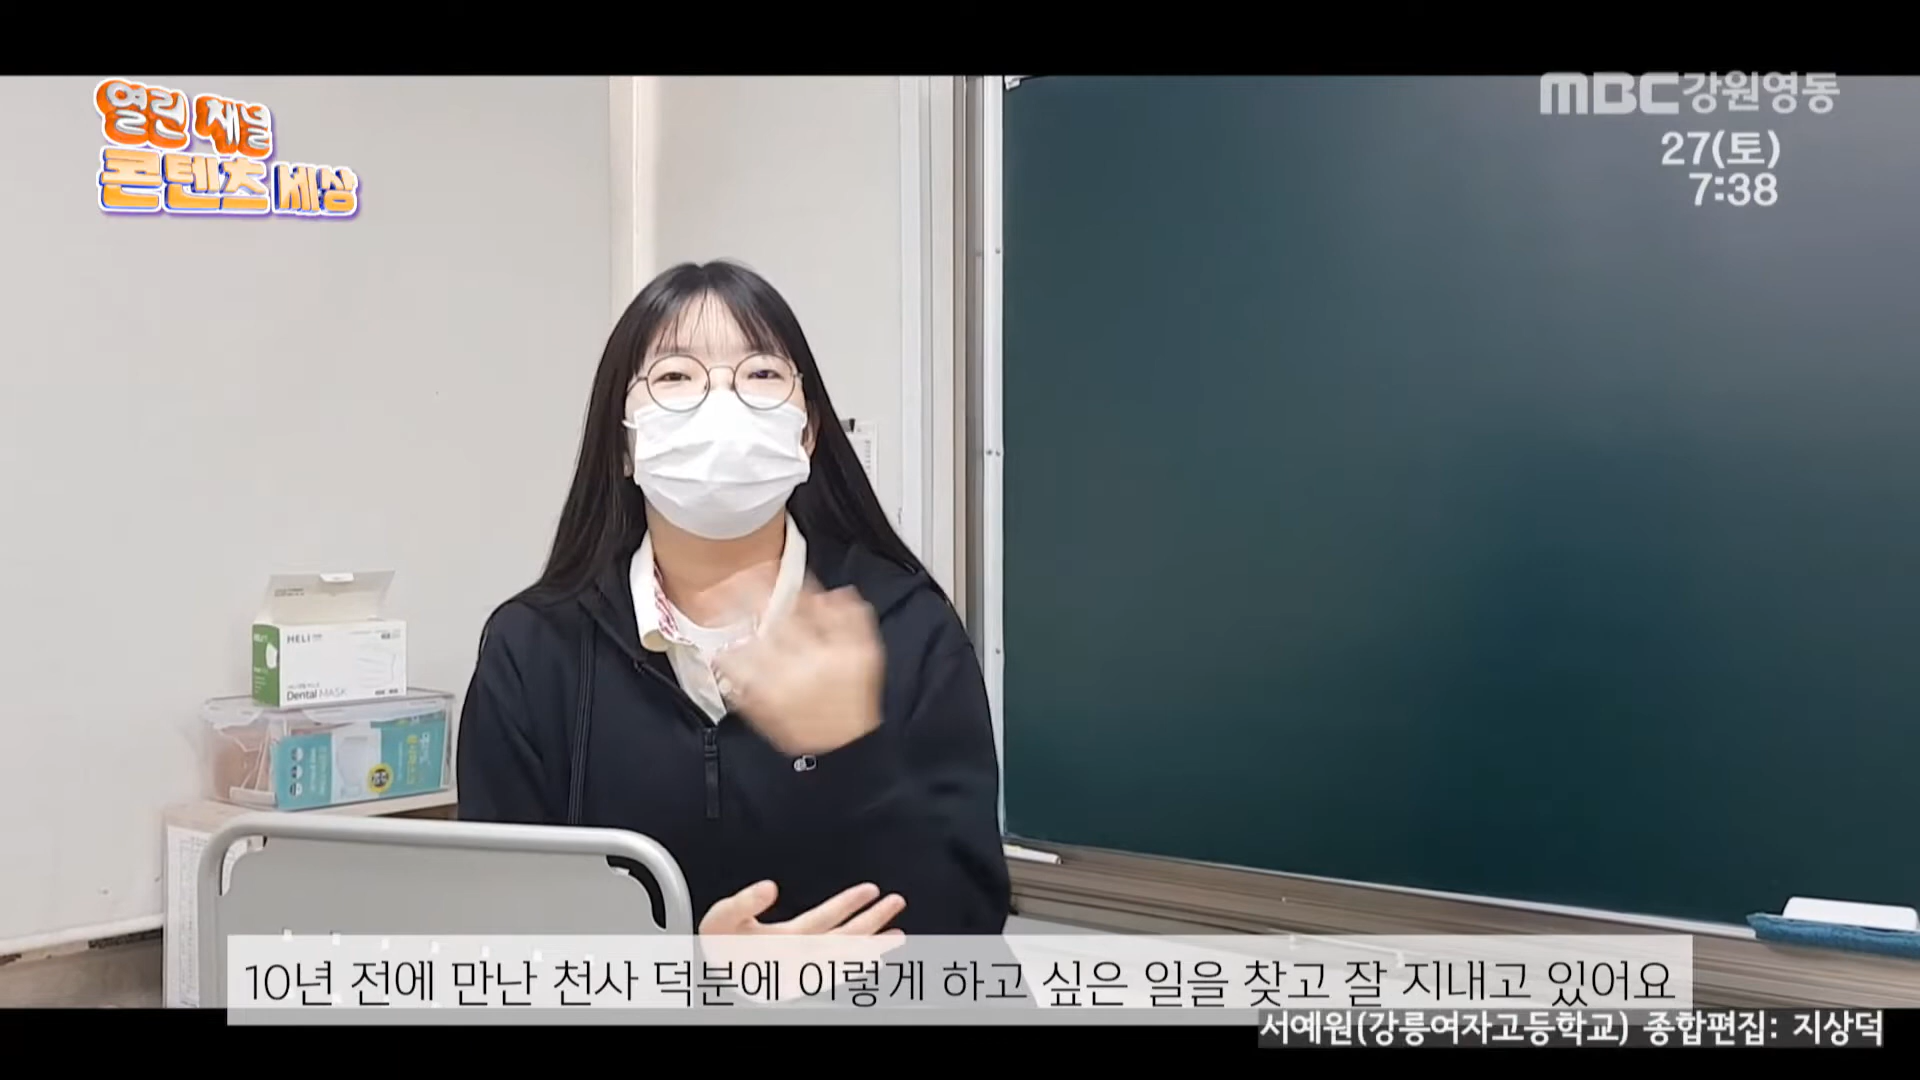 열린 채널
콘텐츠 세상
MBC강원영동
27(토)
7:38
HELI
Dental MASK
10년 전에 만난 천사 덕분에 이렇게 하고 싶은 일을 찾고 잘 지내고 있어요
서예원(강릉여자고등학교) 종합편집: 지상덕